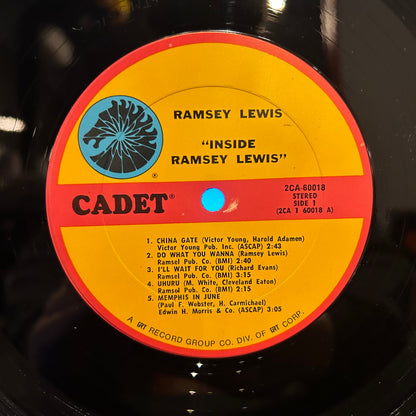 RAMSEY LEWIS
"INSIDE
RAMSEY LEWIS"
®
CADET®
2CA-60018
STEREO
SIDE 1
(2CA 1 60018 A)
1. CHINA GATE (Victor Young, Harold Adamen)
Victor Young Pub. Inc. (ASCAP) 2:43
2. DO WHAT YOU WANNA (Ramsey Lewis)
Ramsel Pub. Co. (BMI) 2:20
3. I'LL WAIT FOR YOU (Richard Evans)
Ramsel Pub. Co. (BMI) 3:15
4. UHURU (M. White, Cleveland Eaton)
Ramsel Pub. Co. (BMI) 3:15
5. MEMPHIS IN JUNE
(Paul F. Webster, H. Carmichael)
Edwin H. Morris & Co. (ASCAP) 3:05
A GRT RECORD GROUP CO. DIV. OF GRT CORP.